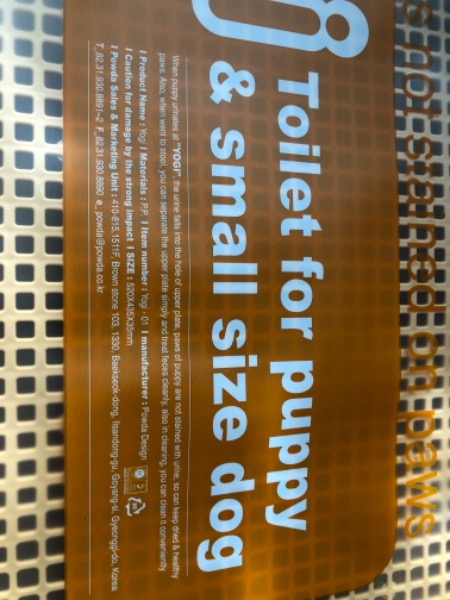 s not stained on paws
Toilet for puppy
& small size dog
When puppy urinates at "YOGI", the urine falls into the hole of upper plate, paws of puppy are not stained with urine, so can keep dried & healthy
paws. Also, when went to stool, you can separate the upper plate simply and treat feces cleanly, also in cleaning, you can clean it conveniently
I Product Name : Yogi I Materials : PP I Item number : Yogi - 01 I manufacturer : Powda Design
I Caution for damage by the strong impact I SIZE : 520X435X35mm
I Powda Sales & Marketing Unit : 410-815,1511F, Brown stone 103, 1330, Baekseok-dong, Ilsandong-gu, Goyang-si, Gyeonggi-do, Korea
T_82.31.930.8891~2 F_82.31.930.8890 e_powda@powda.co.kr